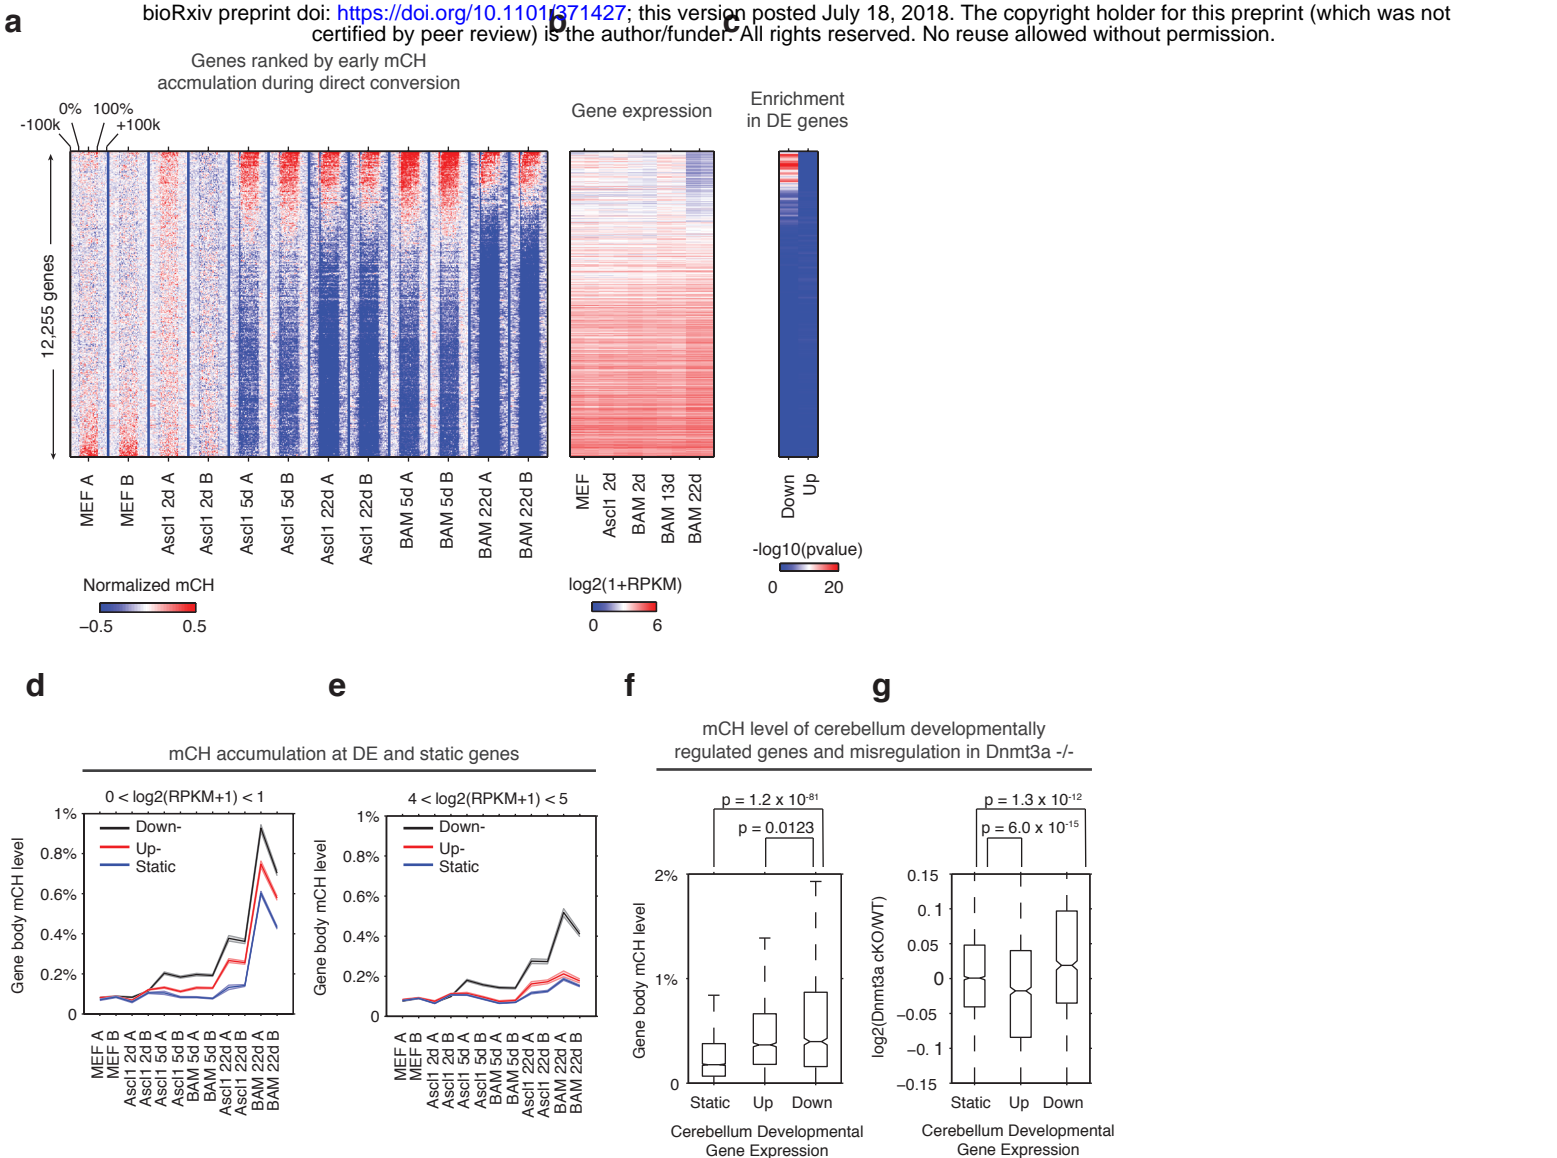 bioRxiv preprint doi: https://doi.org/10.1101/371427; this version posted July 18, 2018. The copyright holder for this preprint (which was not
certified by peer review) is the author/funder. All rights reserved. No reuse allowed without permission.
a
b
c
Genes ranked by early mCH
accmulation during direct conversion
0% 100%
-100k +100k
12,255 genes
MEF A
MEF B
Ascl1 2d A
Ascl1 2d B
Ascl1 5d A
Ascl1 5d B
Ascl1 22d A
Ascl1 22d B
BAM 5d A
BAM 5d B
BAM 22d A
BAM 22d B
Normalized mCH
−0.5 0.5
Gene expression
MEF
Ascl1 2d
BAM 2d
BAM 13d
BAM 22d
log2(1+RPKM)
0 6
Enrichment
in DE genes
Down
Up
-log10(pvalue)
0 20
d
e
mCH accumulation at DE and static genes
0 < log2(RPKM+1) < 1
Gene body mCH level
1%
0.8%
0.6%
0.4%
0.2%
0
Down-
Up-
Static
MEF A
MEF B
Ascl1 2d A
Ascl1 2d B
Ascl1 5d A
Ascl1 5d B
BAM 5d A
BAM 5d B
Ascl1 22d A
Ascl1 22d B
BAM 22d A
BAM 22d B
4 < log2(RPKM+1) < 5
Gene body mCH level
1%
0.8%
0.6%
0.4%
0.2%
0
Down-
Up-
Static
MEF A
MEF B
Ascl1 2d A
Ascl1 2d B
Ascl1 5d A
Ascl1 5d B
BAM 5d A
BAM 5d B
Ascl1 22d A
Ascl1 22d B
BAM 22d A
BAM 22d B
f
g
mCH level of cerebellum developmentally
regulated genes and misregulation in Dnmt3a -/-
p = 1.2 x 10-81
p = 0.0123
Gene body mCH level
2%
1%
0
Static Up Down
Cerebellum Developmental
Gene Expression
p = 1.3 x 10-12
p = 6.0 x 10-15
log2(Dnmt3a cKO/WT)
0.15
0.1
0.05
0
−0.05
−0.1
−0.15
Static Up Down
Cerebellum Developmental
Gene Expression